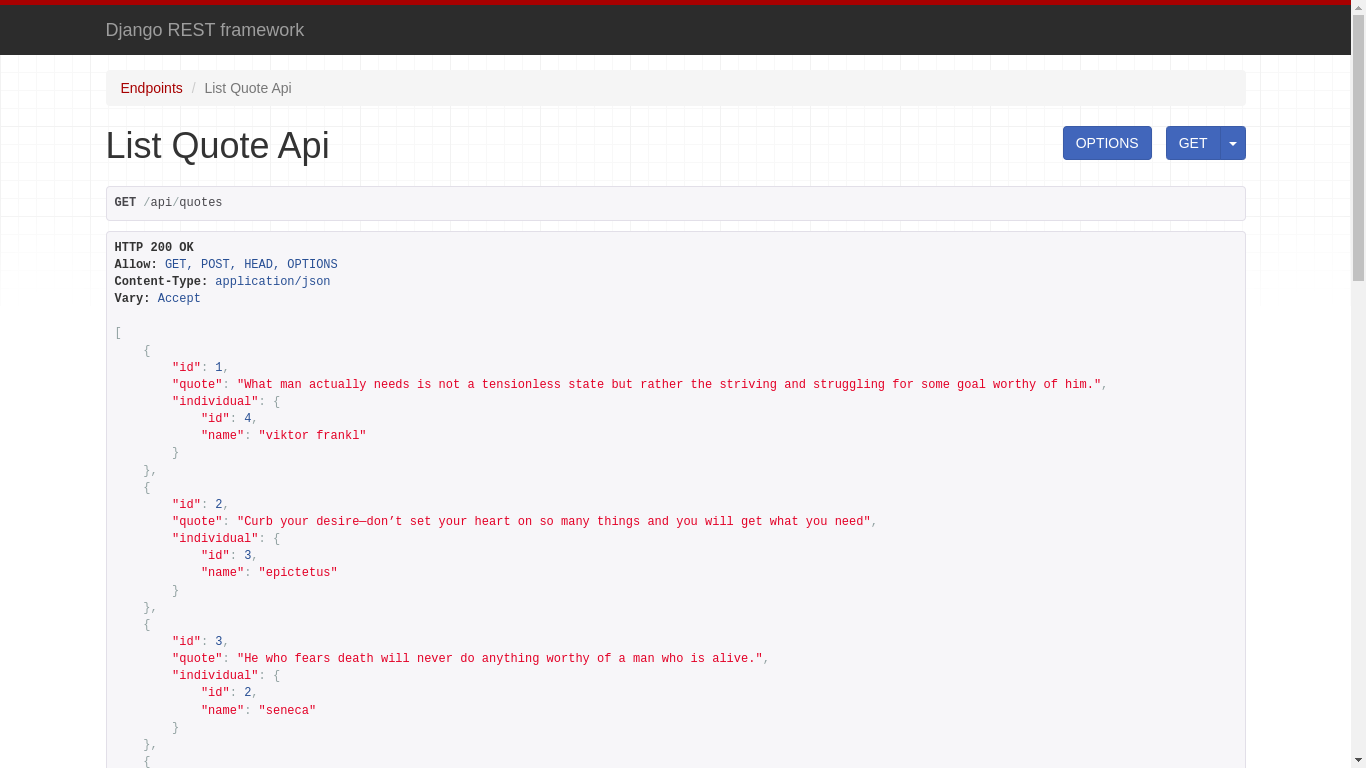 Django REST framework
Endpoints / List Quote Api
List Quote Api
OPTIONS GET
GET /api/quotes
HTTP 200 OK
Allow: GET, POST, HEAD, OPTIONS
Content-Type: application/json
Vary: Accept
[
    {
        "id": 1,
        "quote": "What man actually needs is not a tensionless state but rather the striving and struggling for some goal worthy of him.",
        "individual": {
            "id": 4,
            "name": "viktor frankl"
        }
    },
    {
        "id": 2,
        "quote": "Curb your desire—don’t set your heart on so many things and you will get what you need",
        "individual": {
            "id": 3,
            "name": "epictetus"
        }
    },
    {
        "id": 3,
        "quote": "He who fears death will never do anything worthy of a man who is alive.",
        "individual": {
            "id": 2,
            "name": "seneca"
        }
    },
    {